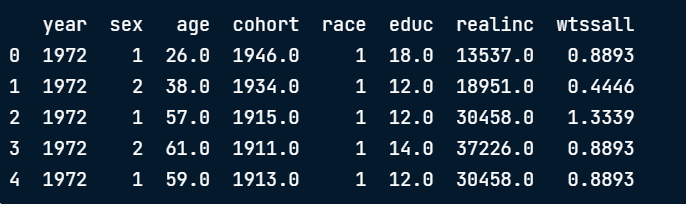 year sex age cohort race educ realinc wtssall
0 1972 1 26.0 1946.0 1 18.0 13537.0 0.8893
1 1972 2 38.0 1934.0 1 12.0 18951.0 0.4446
2 1972 1 57.0 1915.0 1 12.0 30458.0 1.3339
3 1972 2 61.0 1911.0 1 14.0 37226.0 0.8893
4 1972 1 59.0 1913.0 1 12.0 30458.0 0.8893